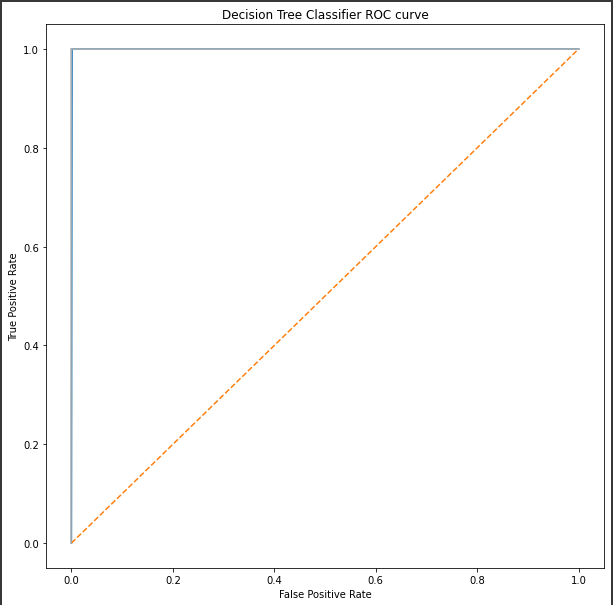 Decision Tree Classifier ROC curve
1.0
0.8
0.6
0.4
0.2
0.0
True Positive Rate
0.0 0.2 0.4 0.6 0.8 1.0
False Positive Rate